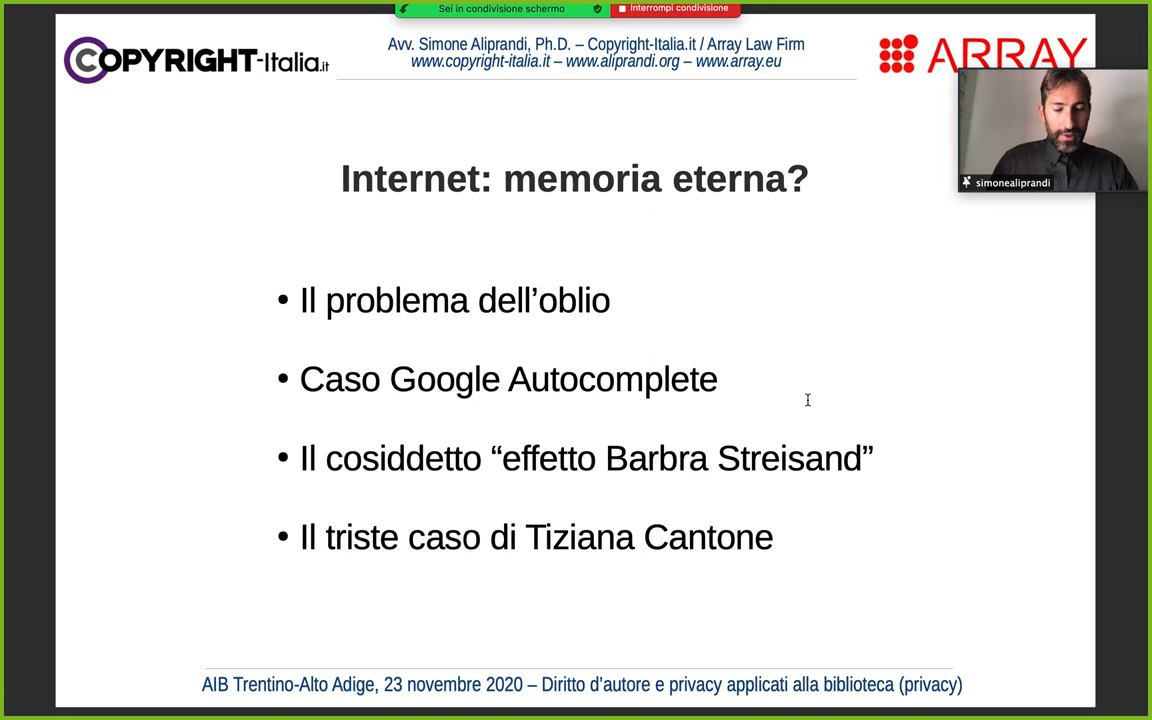 Sei in condivisione schermo
Interrompi condivisione
COPYRIGHT-Italia.it
Avv. Simone Aliprandi, Ph.D. – Copyright-Italia.it / Array Law Firm
www.copyright-italia.it – www.aliprandi.org – www.array.eu
ARRAY
simonealiprandi
Internet: memoria eterna?
• Il problema dell’oblio
• Caso Google Autocomplete
• Il cosiddetto “effetto Barbra Streisand”
• Il triste caso di Tiziana Cantone
AIB Trentino-Alto Adige, 23 novembre 2020 – Diritto d’autore e privacy applicati alla biblioteca (privacy)